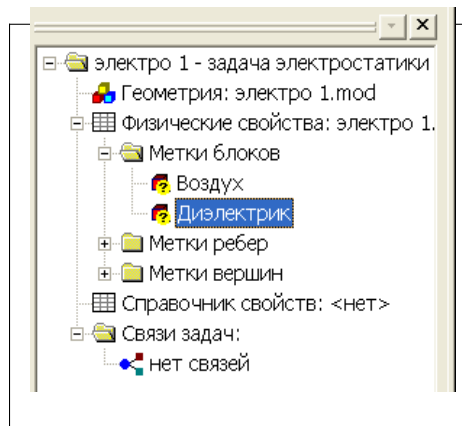 электро 1 - задача электростатики
Геометрия: электро 1.mod
Физические свойства: электро 1.
Метки блоков
Воздух
Диэлектрик
Метки ребер
Метки вершин
Справочник свойств: <нет>
Связи задач:
нет связей